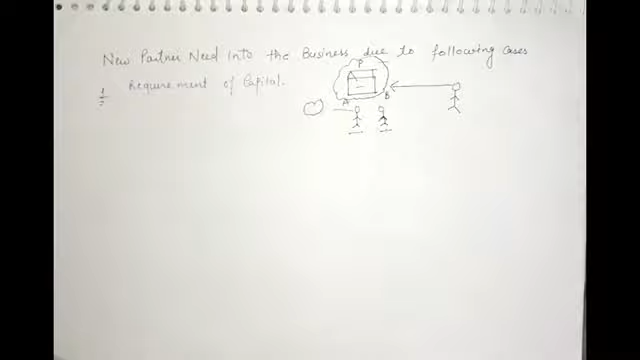 New Partner Need Into the Business due to following Cases
1 Requirement of Capital.
P
A B